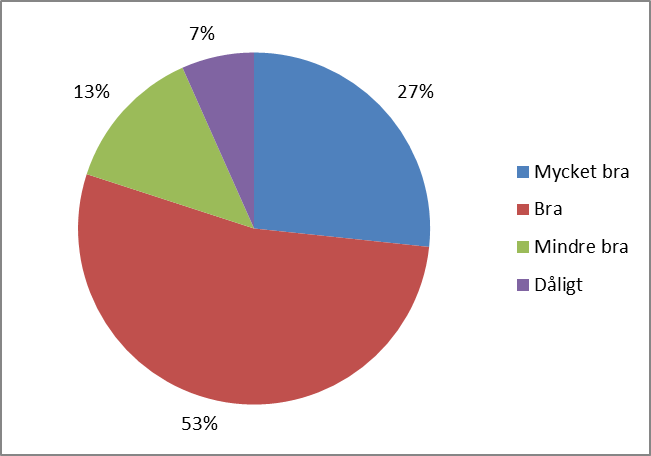 7%
13%
27%
53%
Mycket bra
Bra
Mindre bra
Dåligt